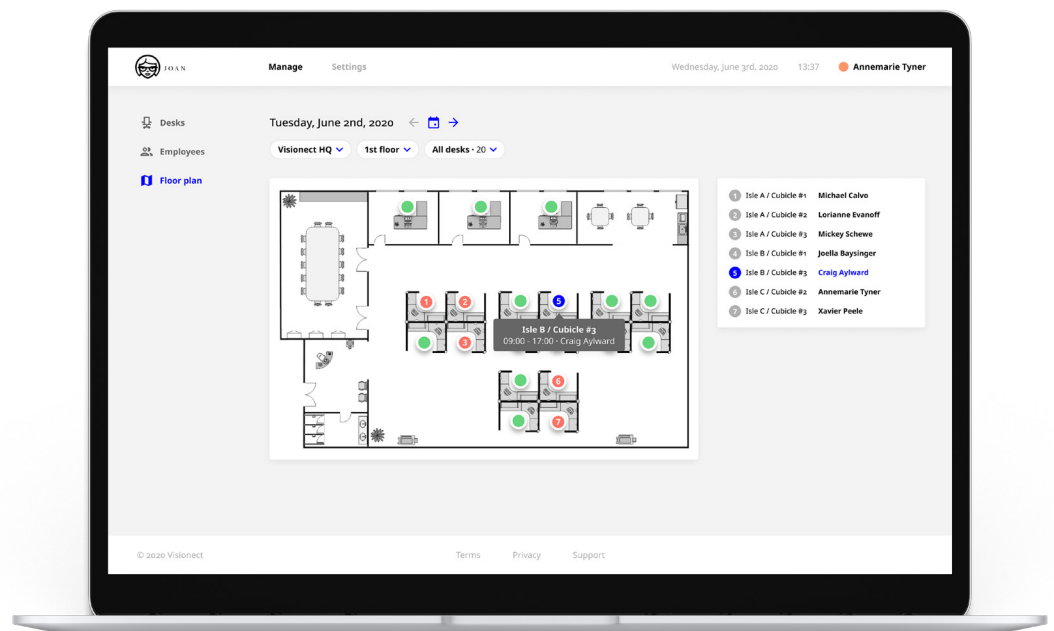 JOAN
Manage
Settings
Wednesday, June 3rd, 2020
13:37
Annemarie Tyner
Desks
Employees
Floor plan
Tuesday, June 2nd, 2020
Visionect HQ
1st floor
All desks · 20
1
2
3
5
6
7
Isle B / Cubicle #3
09:00 - 17:00 · Craig Aylward
1 Isle A / Cubicle #1 Michael Calvo
2 Isle A / Cubicle #2 Lorianne Evanoff
3 Isle A / Cubicle #3 Mickey Schewe
4 Isle B / Cubicle #1 Joella Baysinger
5 Isle B / Cubicle #3 Craig Aylward
6 Isle C / Cubicle #2 Annemarie Tyner
7 Isle C / Cubicle #3 Xavier Peele
© 2020 Visionect
Terms
Privacy
Support